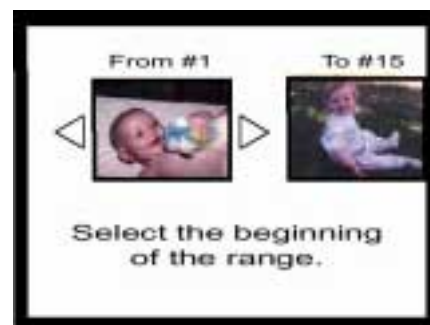 From #1 To #15
Select the beginning
of the range.